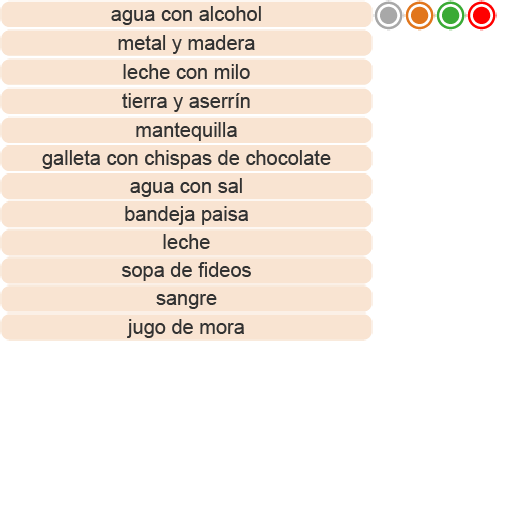 agua con alcohol
metal y madera
leche con milo
tierra y aserrín
mantequilla
galleta con chispas de chocolate
agua con sal
bandeja paisa
leche
sopa de fideos
sangre
jugo de mora